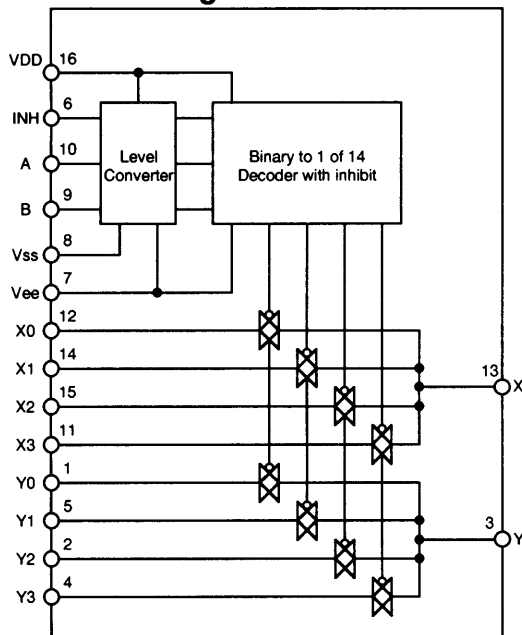 VDD 16
INH 6
A 10
B 9
Vss 8
Vee 7
Level
Converter
Binary to 1 of 14
Decoder with inhibit
X0 12
X1 14
X2 15
X3 11
13 X
Y0 1
Y1 5
Y2 2
Y3 4
3 Y